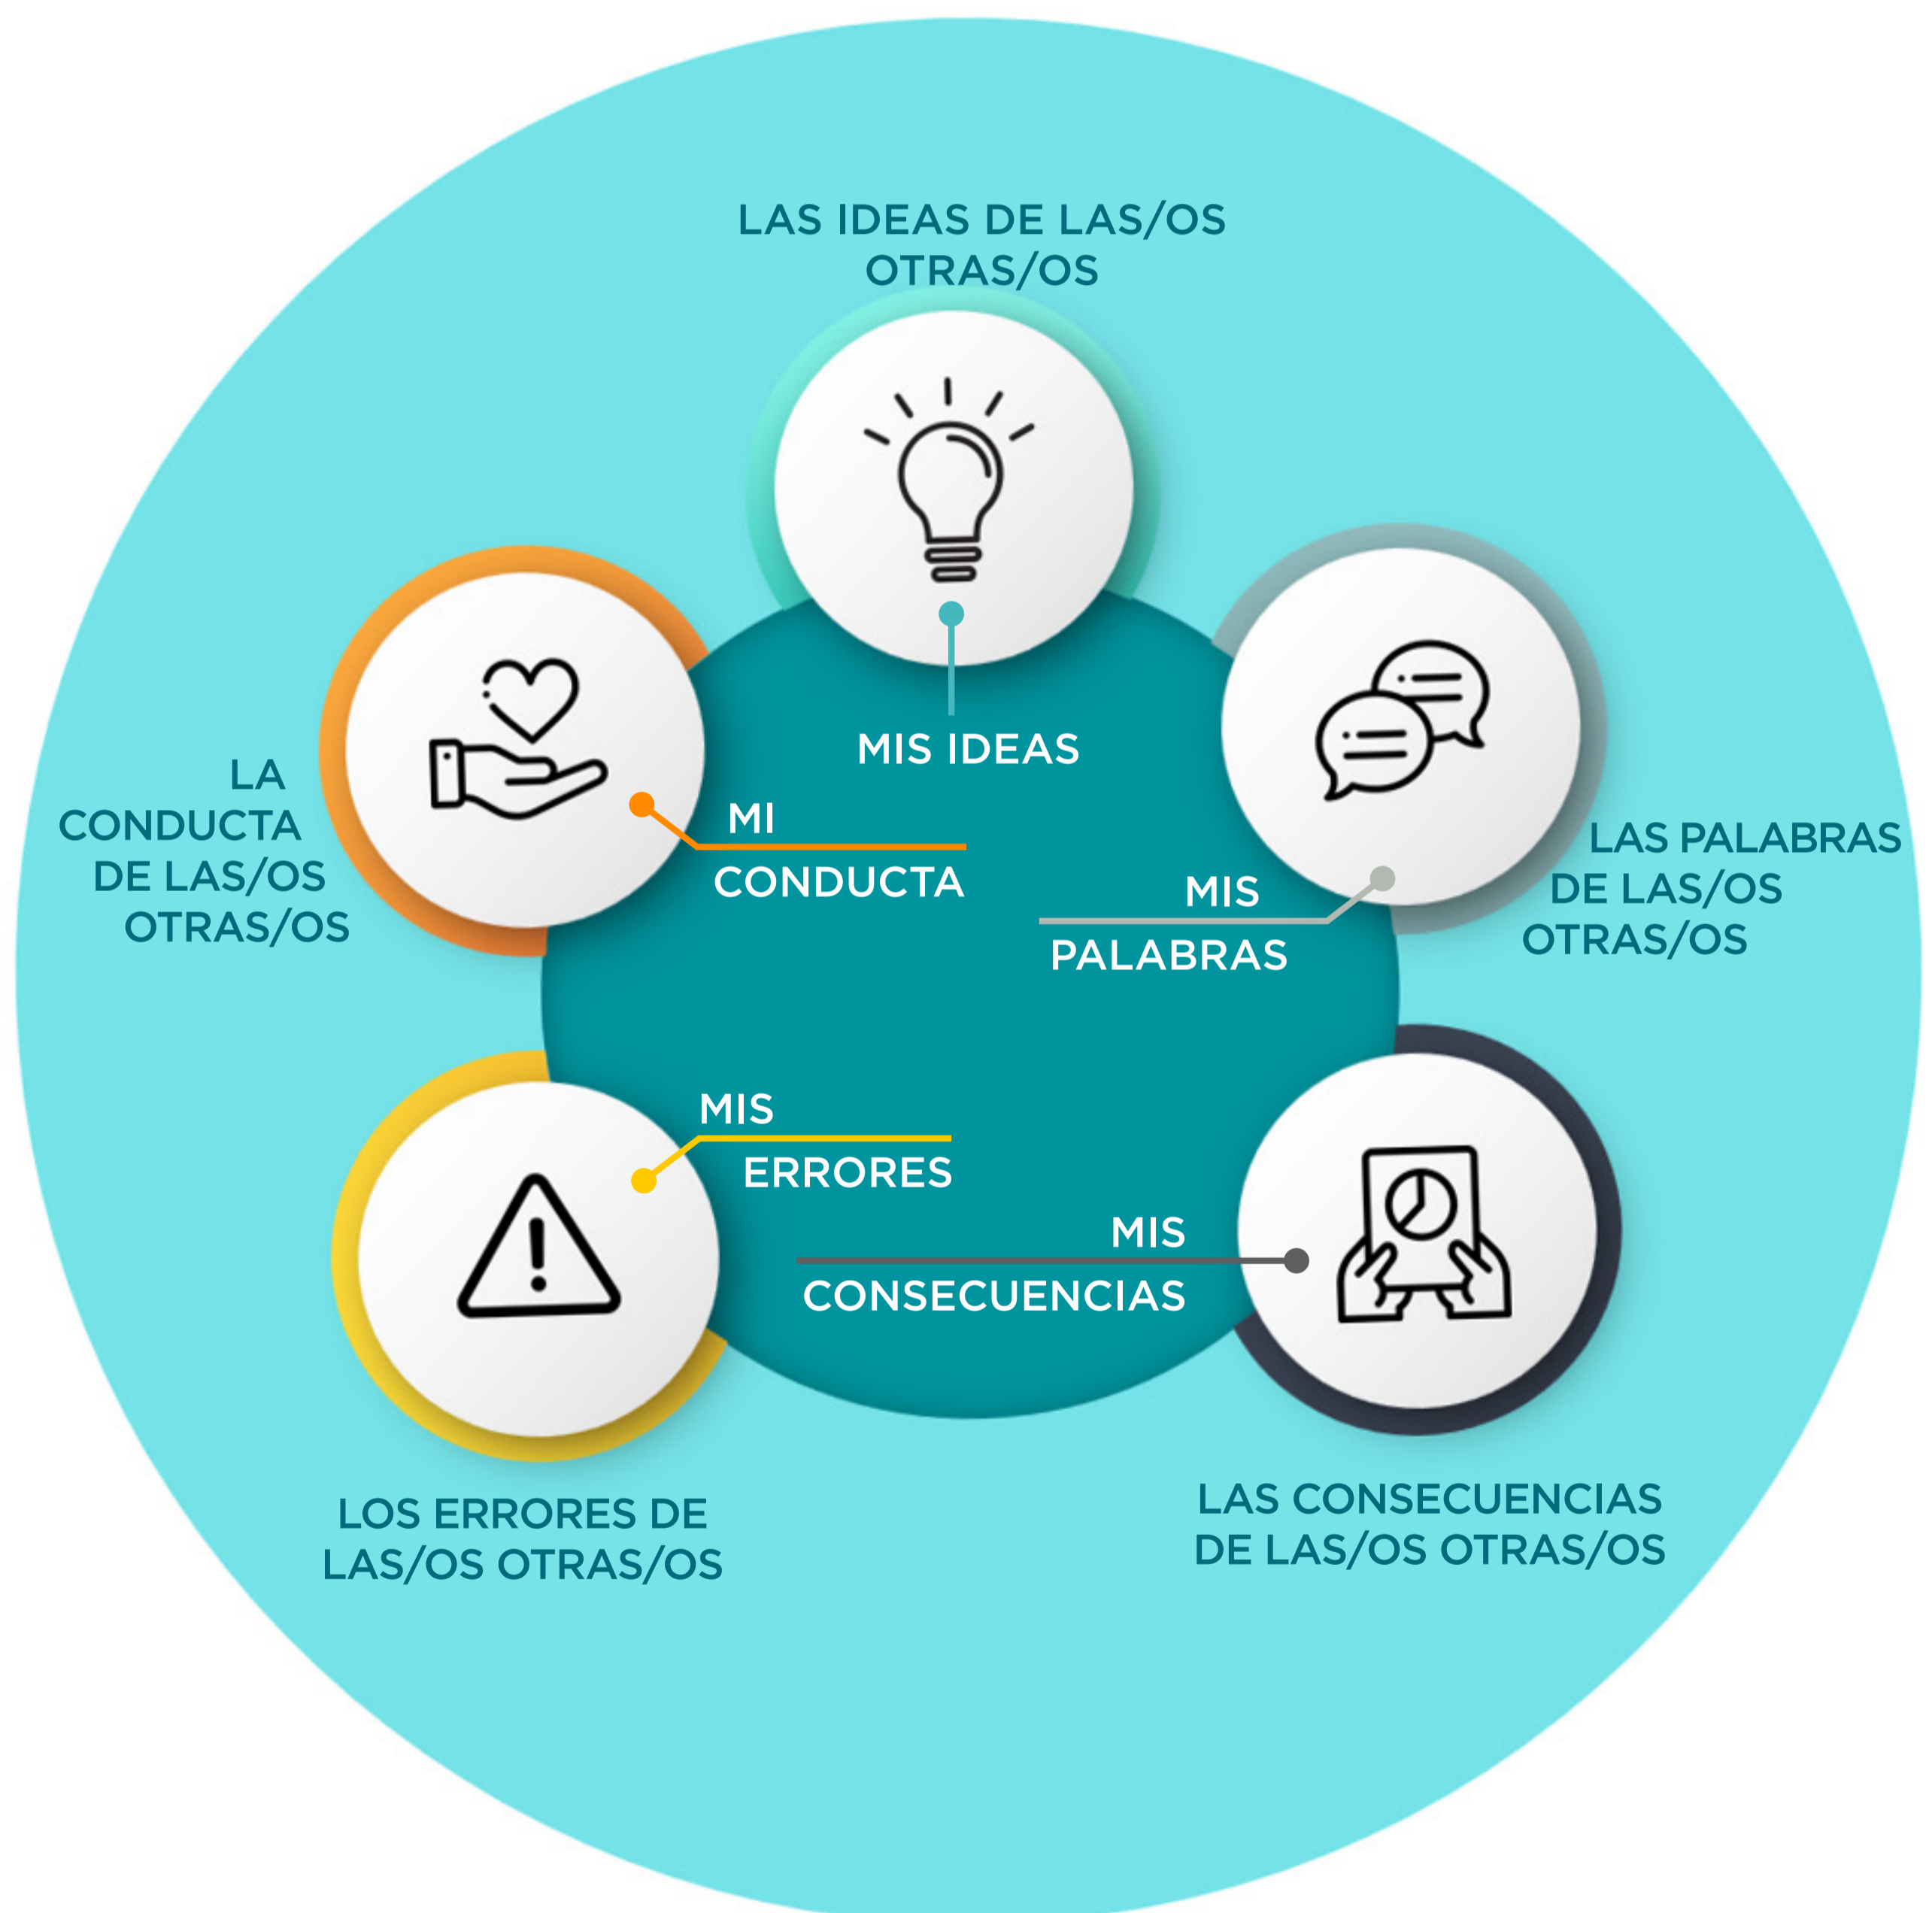 LAS IDEAS DE LAS/OS
OTRAS/OS
MIS IDEAS
LA
CONDUCTA
DE LAS/OS
OTRAS/OS
MI
CONDUCTA
MIS
PALABRAS
LAS PALABRAS
DE LAS/OS
OTRAS/OS
MIS
ERRORES
MIS
CONSECUENCIAS
LOS ERRORES DE
LAS/OS OTRAS/OS
LAS CONSECUENCIAS
DE LAS/OS OTRAS/OS